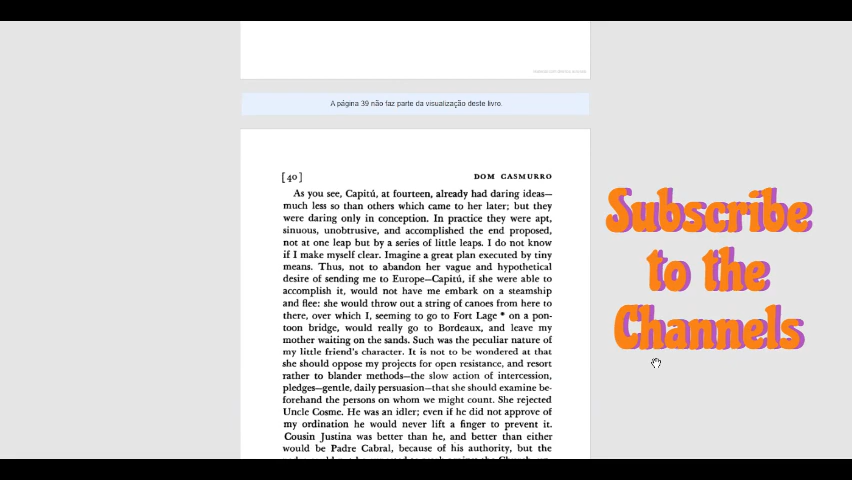 A página 39 não faz parte da visualização deste livro.
[40] DOM CASMURRO
As you see, Capitú, at fourteen, already had daring ideas—
much less so than others which came to her later; but they
were daring only in conception. In practice they were apt,
sinuous, unobtrusive, and accomplished the end proposed,
not at one leap but by a series of little leaps. I do not know
if I make myself clear. Imagine a great plan executed by tiny
means. Thus, not to abandon her vague and hypothetical
desire of sending me to Europe—Capitú, if she were able to
accomplish it, would not have me embark on a steamship
and flee: she would throw out a string of canoes from here to
there, over which I, seeming to go to Fort Lage * on a pon-
toon bridge, would really go to Bordeaux, and leave my
mother waiting on the sands. Such was the peculiar nature of
my little friend's character. It is not to be wondered at that
she should oppose my projects for open resistance, and resort
rather to blander methods—the slow action of intercession,
pledges—gentle, daily persuasion—that she should examine be-
forehand the persons on whom we might count. She rejected
Uncle Cosme. He was an idler; even if he did not approve of
my ordination he would never lift a finger to prevent it.
Cousin Justina was better than he, and better than either
would be Padre Cabral, because of his authority, but the
Subscribe
to the
Channels